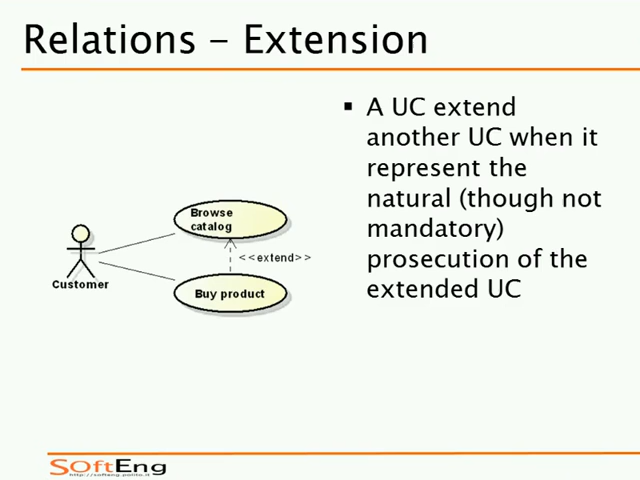 Relations – Extension
▪ A UC extend
another UC when it
represent the
natural (though not
mandatory)
prosecution of the
extended UC
Browse
catalog
<<extend>>
Customer
Buy product
SOftEng
http://softeng.polito.it